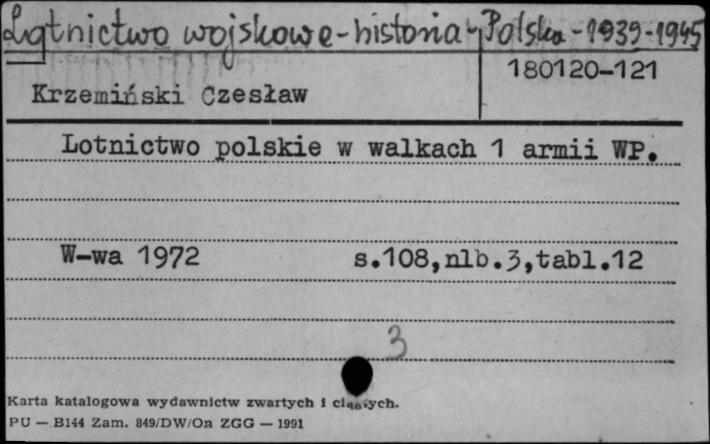 Lotnictwo wojskowe - historia - Polska - 1939-1945
180120-121
Krzemiński Czesław
Lotnictwo polskie w walkach 1 armii WP.
W-wa 1972 s.108,nlb.3,tabl.12
3
Karta katalogowa wydawnictw zwartych i ciągłych.
PU — B144 Zam. 849/DW/On ZGG — 1991